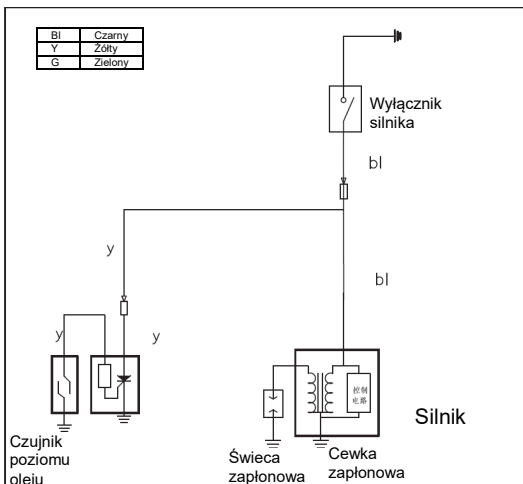 Bl Czarny
Y Żółty
G Zielony
Wyłącznik
silnika
bl
y
bl
y
y
控制
电路
Silnik
Czujnik
poziomu
oleju
Świeca
zapłonowa
Cewka
zapłonowa